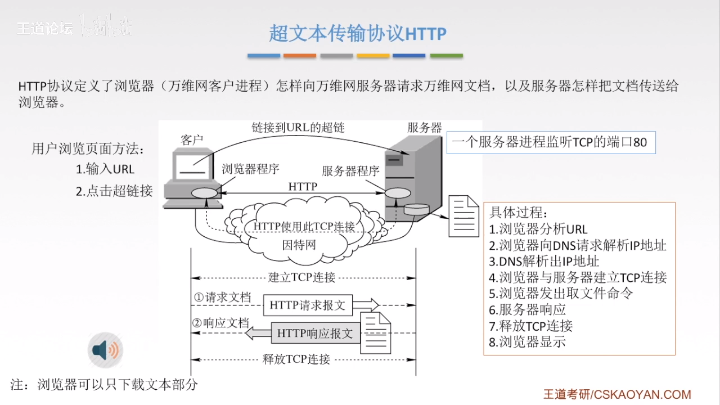 王道论坛
超文本传输协议HTTP
HTTP协议定义了浏览器（万维网客户进程）怎样向万维网服务器请求万维网文档，以及服务器怎样把文档传送给
浏览器。
用户浏览页面方法：
1.输入URL
2.点击超链接
链接到URL的超链
客户
服务器
一个服务器进程监听TCP的端口80
浏览器程序
服务器程序
HTTP
HTTP使用此TCP连接
因特网
建立TCP连接
①请求文档
HTTP请求报文
②响应文档
HTTP响应报文
释放TCP连接
具体过程：
1.浏览器分析URL
2.浏览器向DNS请求解析IP地址
3.DNS解析出IP地址
4.浏览器与服务器建立TCP连接
5.浏览器发出取文件命令
6.服务器响应
7.释放TCP连接
8.浏览器显示
注：浏览器可以只下载文本部分
王道考研/CSKAOYAN.COM